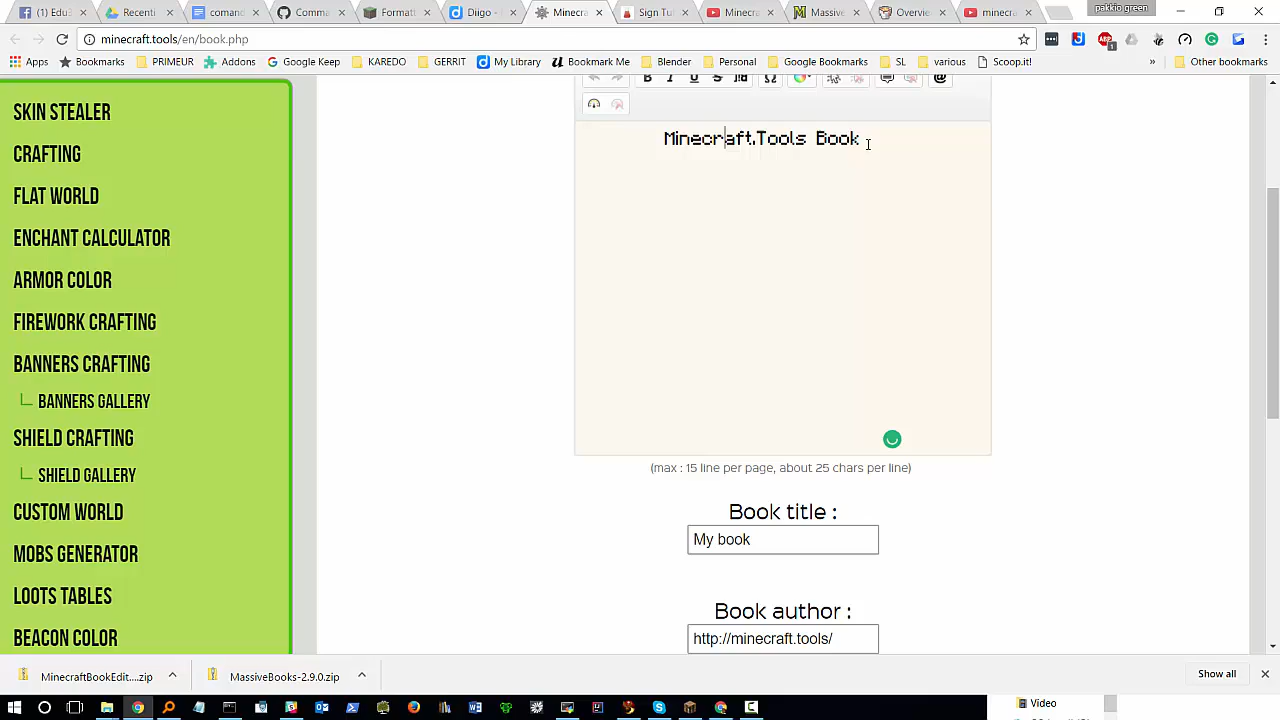 pakkio green
(1) Edu3
Recenti
comand
Comma
Formatt
Diigo -
Minecra
Sign Tu
Minecra
Massive
Overvie
minecra
minecraft.tools/en/book.php
Apps
Bookmarks
PRIMEUR
Addons
Google Keep
KAREDO
GERRIT
My Library
Bookmark Me
Blender
Personal
Google Bookmarks
SL
various
Scoop.it!
»
Other bookmarks
SKIN STEALER
CRAFTING
FLAT WORLD
ENCHANT CALCULATOR
ARMOR COLOR
FIREWORK CRAFTING
BANNERS CRAFTING
BANNERS GALLERY
SHIELD CRAFTING
SHIELD GALLERY
CUSTOM WORLD
MOBS GENERATOR
LOOTS TABLES
BEACON COLOR
Minecraft.Tools Book
(max : 15 line per page, about 25 chars per line)
Book title :
My book
Book author :
http://minecraft.tools/
MinecraftBookEdit....zip
MassiveBooks-2.9.0.zip
Show all
Video